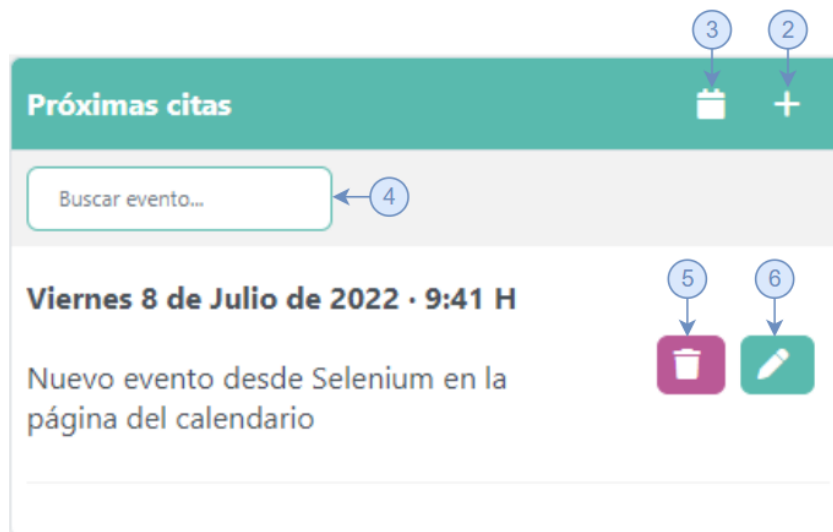 3 2
Próximas citas
Buscar evento...
4
Viernes 8 de Julio de 2022 · 9:41 H
5 6
Nuevo evento desde Selenium en la
página del calendario